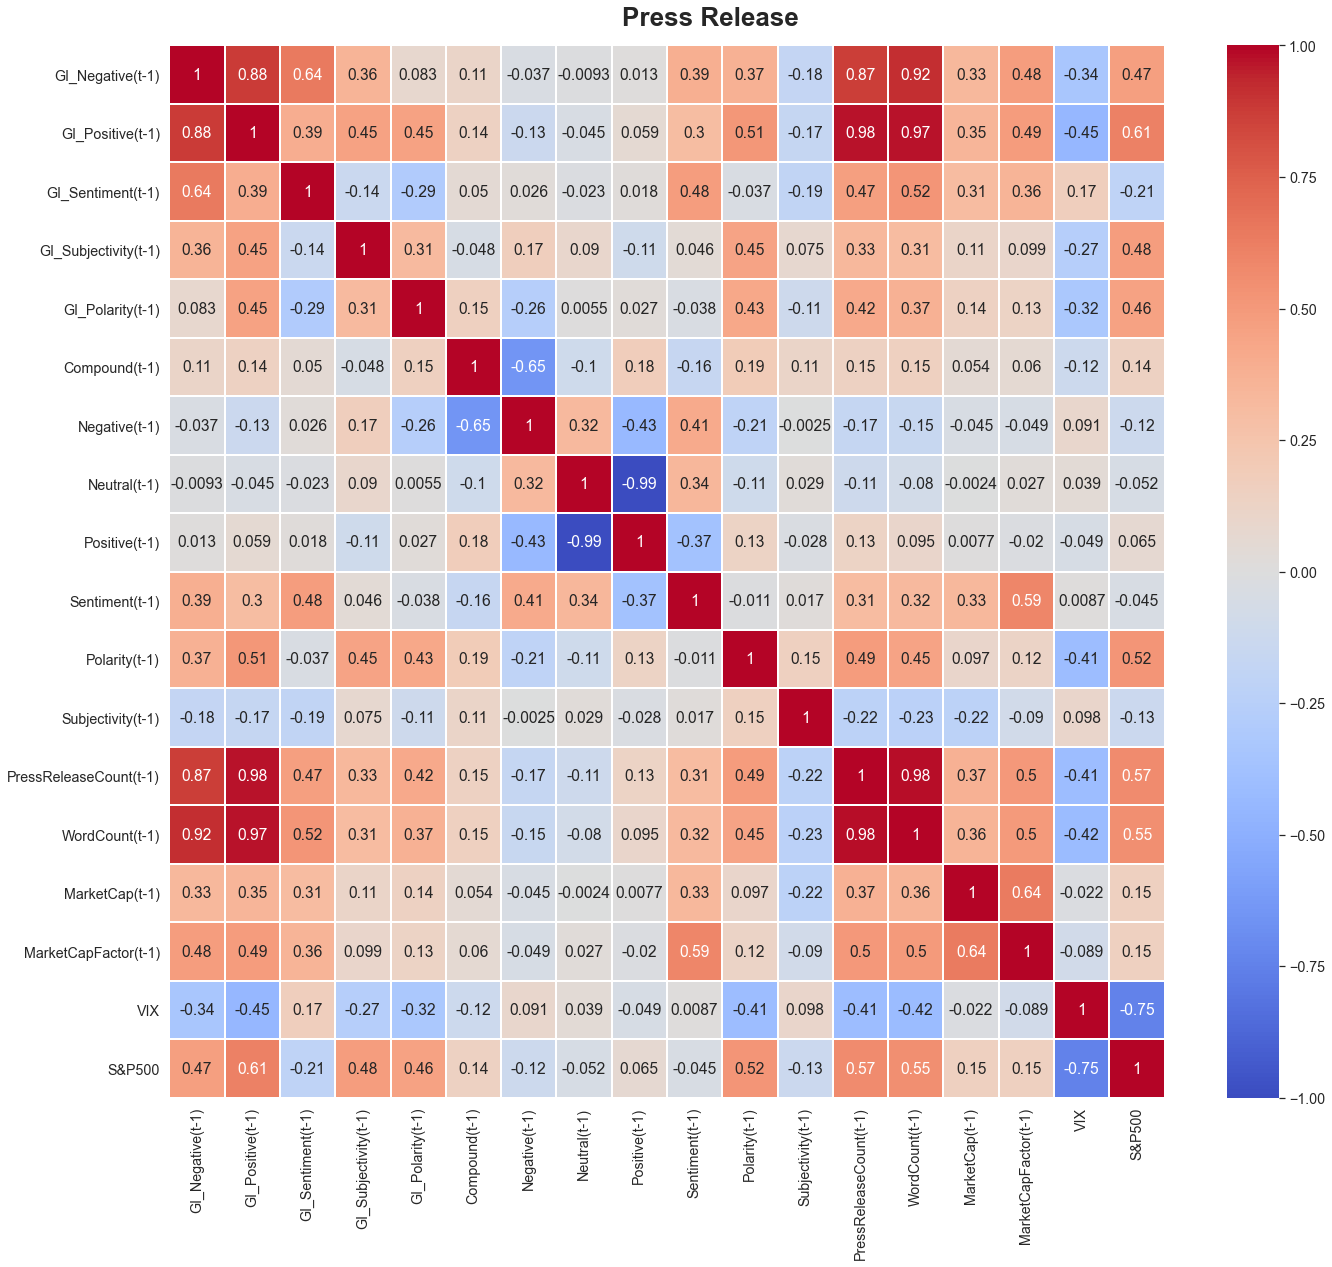 Press Release
GI_Negative(t-1) 1 0.88 0.64 0.36 0.083 0.11 -0.037 -0.0093 0.013 0.39 0.37 -0.18 0.87 0.92 0.33 0.48 -0.34 0.47
GI_Positive(t-1) 0.88 1 0.39 0.45 0.45 0.14 -0.13 -0.045 0.059 0.3 0.51 -0.17 0.98 0.97 0.35 0.49 -0.45 0.61
GI_Sentiment(t-1) 0.64 0.39 1 -0.14 -0.29 0.05 0.026 -0.023 0.018 0.48 -0.037 -0.19 0.47 0.52 0.31 0.36 0.17 -0.21
GI_Subjectivity(t-1) 0.36 0.45 -0.14 1 0.31 -0.048 0.17 0.09 -0.11 0.046 0.45 0.075 0.33 0.31 0.11 0.099 -0.27 0.48
GI_Polarity(t-1) 0.083 0.45 -0.29 0.31 1 0.15 -0.26 0.0055 0.027 -0.038 0.43 -0.11 0.42 0.37 0.14 0.13 -0.32 0.46
Compound(t-1) 0.11 0.14 0.05 -0.048 0.15 1 -0.65 -0.1 0.18 -0.16 0.19 0.11 0.15 0.15 0.054 0.06 -0.12 0.14
Negative(t-1) -0.037 -0.13 0.026 0.17 -0.26 -0.65 1 0.32 -0.43 0.41 -0.21 -0.0025 -0.17 -0.15 -0.045 -0.049 0.091 -0.12
Neutral(t-1) -0.0093 -0.045 -0.023 0.09 0.0055 -0.1 0.32 1 -0.99 0.34 -0.11 0.029 -0.11 -0.08 -0.0024 0.027 0.039 -0.052
Positive(t-1) 0.013 0.059 0.018 -0.11 0.027 0.18 -0.43 -0.99 1 -0.37 0.13 -0.028 0.13 0.095 0.0077 -0.02 -0.049 0.065
Sentiment(t-1) 0.39 0.3 0.48 0.046 -0.038 -0.16 0.41 0.34 -0.37 1 -0.011 0.017 0.31 0.32 0.33 0.59 0.0087 -0.045
Polarity(t-1) 0.37 0.51 -0.037 0.45 0.43 0.19 -0.21 -0.11 0.13 -0.011 1 0.15 0.49 0.45 0.097 0.12 -0.41 0.52
Subjectivity(t-1) -0.18 -0.17 -0.19 0.075 -0.11 0.11 -0.0025 0.029 -0.028 0.017 0.15 1 -0.22 -0.23 -0.22 -0.09 0.098 -0.13
PressReleaseCount(t-1) 0.87 0.98 0.47 0.33 0.42 0.15 -0.17 -0.11 0.13 0.31 0.49 -0.22 1 0.98 0.37 0.5 -0.41 0.57
WordCount(t-1) 0.92 0.97 0.52 0.31 0.37 0.15 -0.15 -0.08 0.095 0.32 0.45 -0.23 0.98 1 0.36 0.5 -0.42 0.55
MarketCap(t-1) 0.33 0.35 0.31 0.11 0.14 0.054 -0.045 -0.0024 0.0077 0.33 0.097 -0.22 0.37 0.36 1 0.64 -0.022 0.15
MarketCapFactor(t-1) 0.48 0.49 0.36 0.099 0.13 0.06 -0.049 0.027 -0.02 0.59 0.12 -0.09 0.5 0.5 0.64 1 -0.089 0.15
VIX -0.34 -0.45 0.17 -0.27 -0.32 -0.12 0.091 0.039 -0.049 0.0087 -0.41 0.098 -0.41 -0.42 -0.022 -0.089 1 -0.75
S&P500 0.47 0.61 -0.21 0.48 0.46 0.14 -0.12 -0.052 0.065 -0.045 0.52 -0.13 0.57 0.55 0.15 0.15 -0.75 1
GI_Negative(t-1)
GI_Positive(t-1)
GI_Sentiment(t-1)
GI_Subjectivity(t-1)
GI_Polarity(t-1)
Compound(t-1)
Negative(t-1)
Neutral(t-1)
Positive(t-1)
Sentiment(t-1)
Polarity(t-1)
Subjectivity(t-1)
PressReleaseCount(t-1)
WordCount(t-1)
MarketCap(t-1)
MarketCapFactor(t-1)
VIX
S&P500
1.00
0.75
0.50
0.25
0.00
−0.25
−0.50
−0.75
−1.00